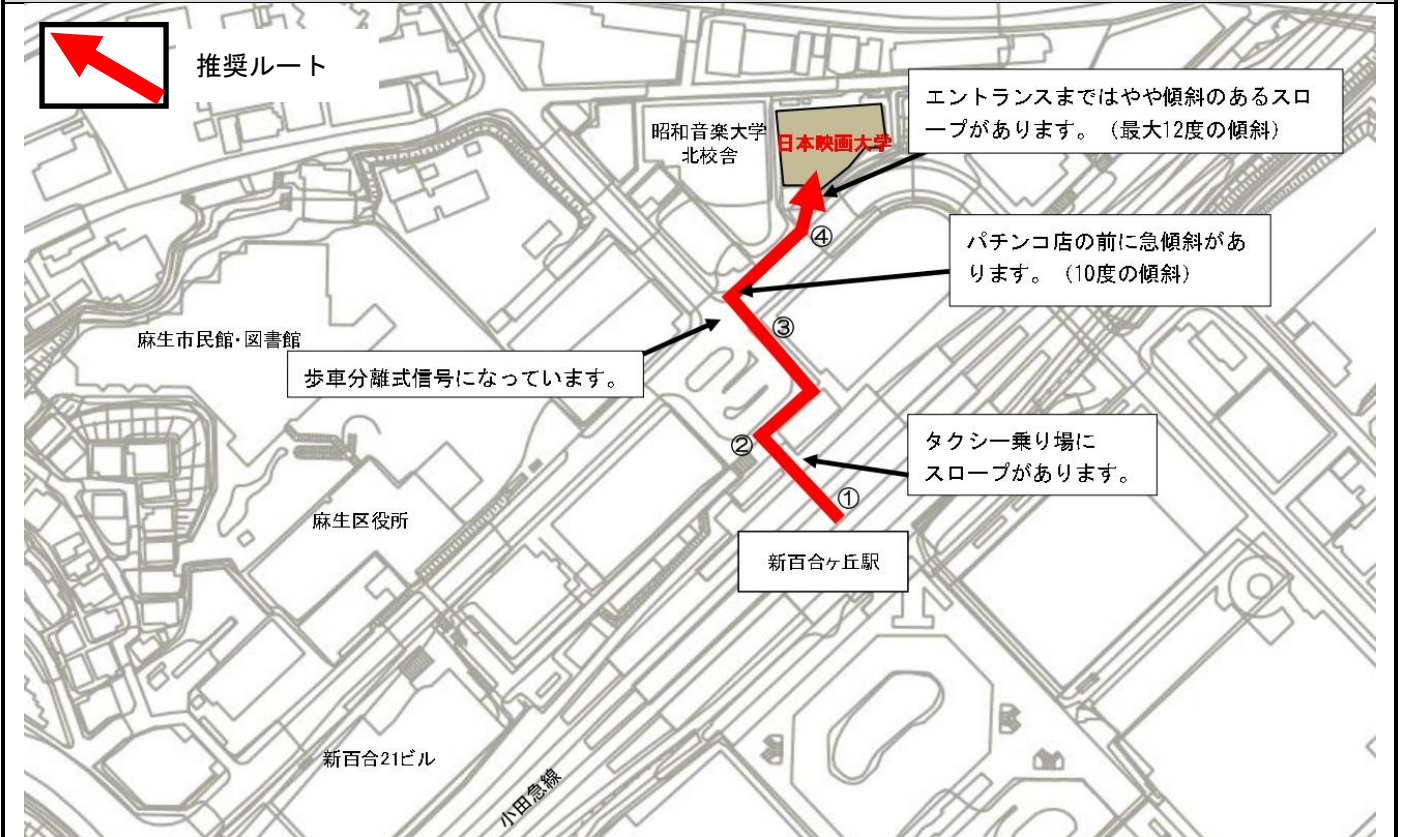 推奨ルート
エントランスまではやや傾斜のあるスロ
ープがあります。（最大12度の傾斜）
昭和音楽大学
北校舎
日本映画大学
④
パチンコ店の前に急傾斜があ
ります。（10度の傾斜）
③
麻生市民館・図書館
歩車分離式信号になっています。
②
タクシー乗り場に
スロープがあります。
①
麻生区役所
新百合ヶ丘駅
新百合21ビル
小田急線